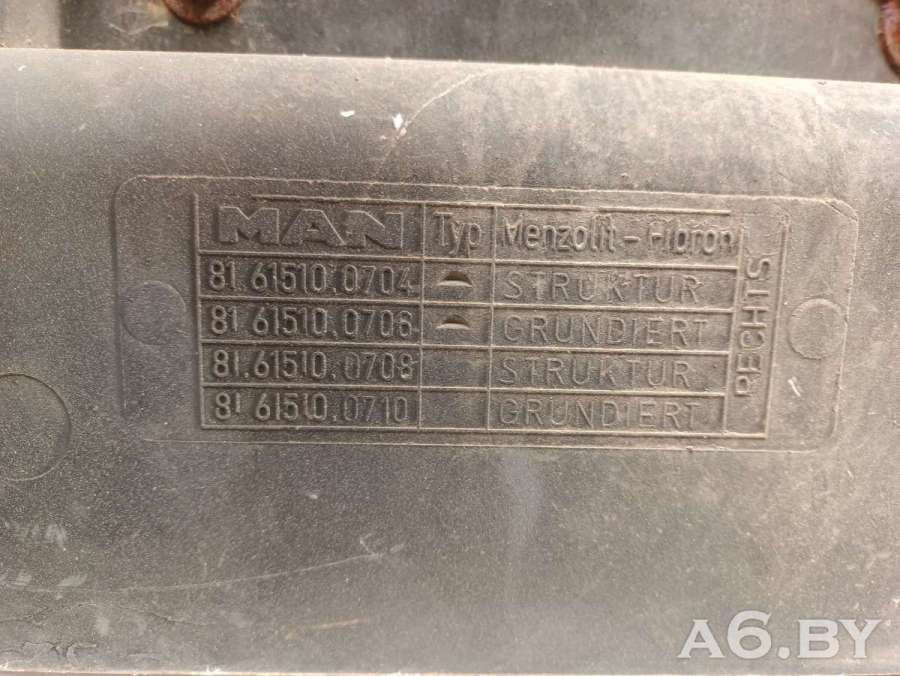 MAN Typ Menzolit-Fibron
81.61510.0704 STRUKTUR
81.61510.0706 GRUNDIERT
81.61510.0708 STRUKTUR
81.61510.0710 GRUNDIERT
RECHTS
A6.BY